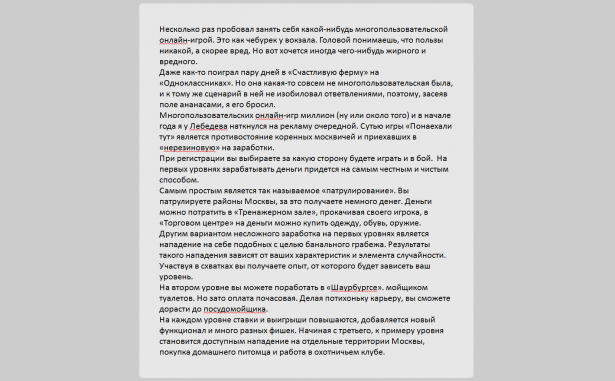 Несколько раз пробовал занять себя какой-нибудь многопользовательской
онлайн-игрой. Это как чебурек у вокзала. Головой понимаешь, что пользы
никакой, а скорее вред. Но вот хочется иногда чего-нибудь жирного и
вредного.
Даже как-то поиграл пару дней в «Счастливую ферму» на
«Одноклассниках». Но она какая-то совсем не многопользовательская была,
и к тому же сценарий в ней не изобиловал ответвлениями, поэтому, засеяв
поле ананасами, я его бросил.
Многопользовательских онлайн-игр миллион (ну или около того) и в начале
года я у Лебедева наткнулся на рекламу очередной. Сутью игры «Понаехали
тут» является противостояние коренных москвичей и приехавших в
«нерезиновую» на заработки.
При регистрации вы выбираете за какую сторону будете играть и в бой. На
первых уровнях зарабатывать деньги придется на самым честным и чистым
способом.
Самым простым является так называемое «патрулирование». Вы
патрулируете районы Москвы, за это получаете немного денег. Деньги
можно потратить в «Тренажерном зале», прокачивая своего игрока, в
«Торговом центре» на деньги можно купить одежду, обувь, оружие.
Другим вариантом несложного заработка на первых уровнях является
нападение на себе подобных с целью банального грабежа. Результаты
такого нападения зависят от ваших характеристик и элемента случайности.
Участвуя в схватках вы получаете опыт, от которого будет зависеть ваш
уровень.
На втором уровне вы можете поработать в «Шаурбургсе». мойщиком
туалетов. Но зато оплата почасовая. Делая потихоньку карьеру, вы сможете
дорасти до посудомойщика.
На каждом уровне ставки и выигрыши повышаются, добавляется новый
функционал и много разных фишек. Начиная с третьего, к примеру уровня
становится доступным нападение на отдельные территории Москвы,
покупка домашнего питомца и работа в охотничьем клубе.